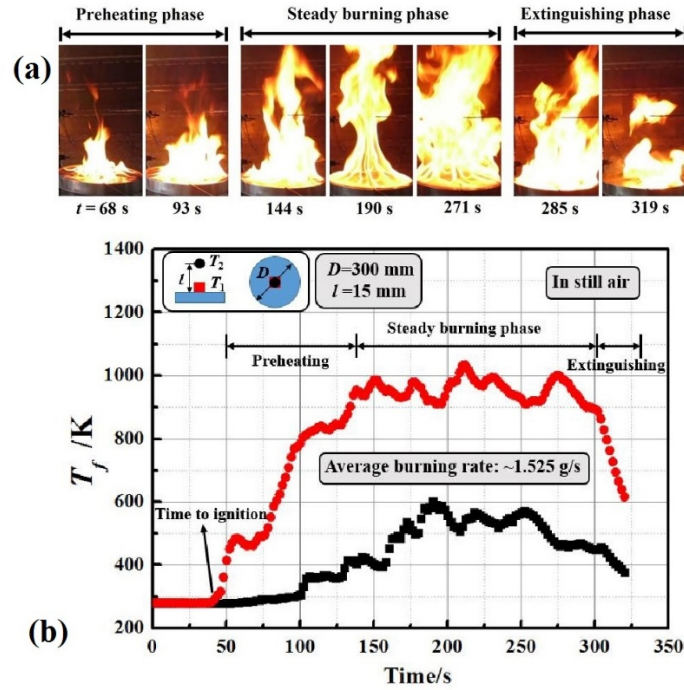 Preheating phase Steady burning phase Extinguishing phase
(a)
t = 68 s 93 s 144 s 190 s 271 s 285 s 319 s
1400
1200
1000
800
600
400
200
T_f /K
T₂
l
T₁
D
D=300 mm
l =15 mm
In still air
Steady burning phase
Preheating
Extinguishing
Average burning rate: ~1.525 g/s
Time to ignition
(b)
0 50 100 150 200 250 300 350
Time/s